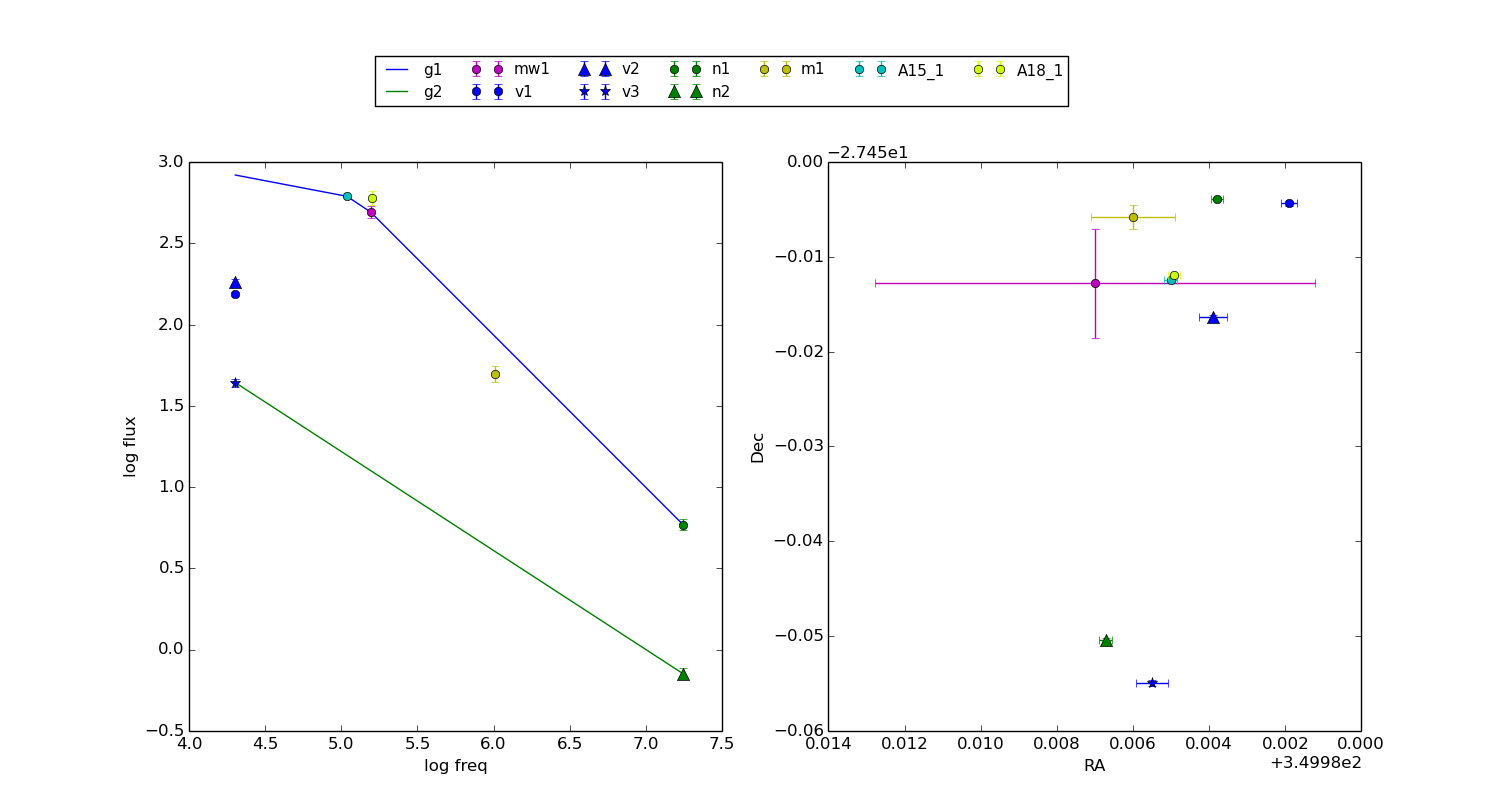 g1 mw1 v2 n1 m1 A15_1 A18_1
g2 v1 v3 n2
3.0
2.5
2.0
1.5
1.0
0.5
0.0
−0.5
log flux
4.0 4.5 5.0 5.5 6.0 6.5 7.0 7.5
log freq
−2.745e1
0.00
−0.01
−0.02
−0.03
−0.04
−0.05
−0.06
Dec
0.014 0.012 0.010 0.008 0.006 0.004 0.002 0.000
RA
+3.4998e2